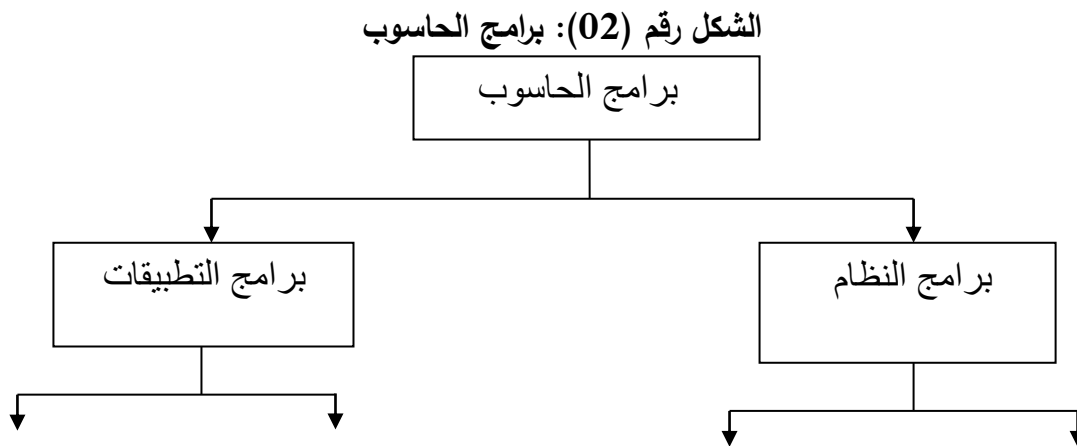 الشكل رقم (02): برامج الحاسوب
برامج الحاسوب
برامج النظام
برامج التطبيقات